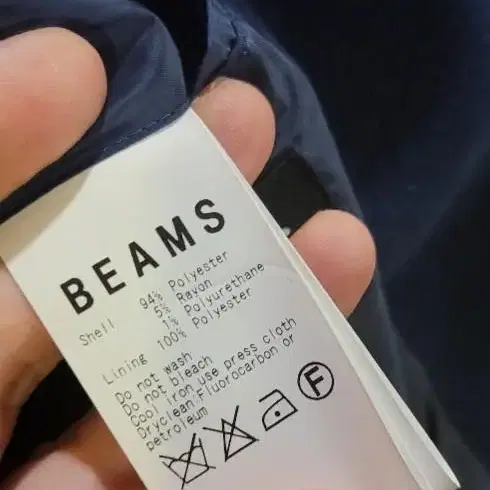 BEAMS
Shell 94% Polyester
5% Rayon
1% Polyurethane
Lining 100% Polyester
Do not wash
Do not bleach
Cool iron use press cloth
Dryclean.Fluorocarbon or
petroleum
F